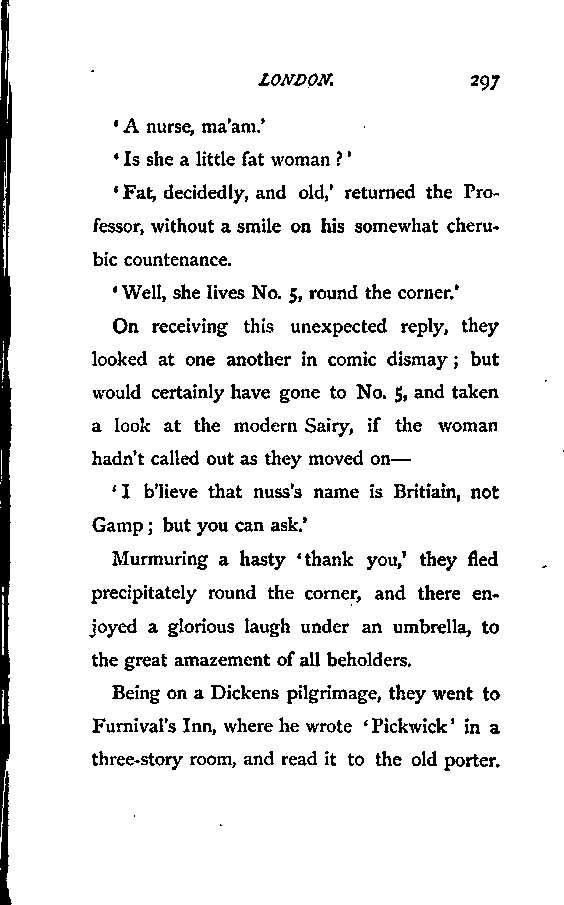 LONDON. 297
‘A nurse, ma’am.’
‘Is she a little fat woman?’
‘Fat, decidedly, and old,’ returned the Pro-
fessor, without a smile on his somewhat cheru-
bic countenance.
‘Well, she lives No. 5, round the corner.’
On receiving this unexpected reply, they
looked at one another in comic dismay; but
would certainly have gone to No. 5, and taken
a look at the modern Sairy, if the woman
hadn’t called out as they moved on—
‘I b’lieve that nuss’s name is Britiain, not
Gamp; but you can ask.’
Murmuring a hasty ‘thank you,’ they fled
precipitately round the corner, and there en-
joyed a glorious laugh under an umbrella, to
the great amazement of all beholders.
Being on a Dickens pilgrimage, they went to
Furnival’s Inn, where he wrote ‘Pickwick’ in a
three-story room, and read it to the old porter.